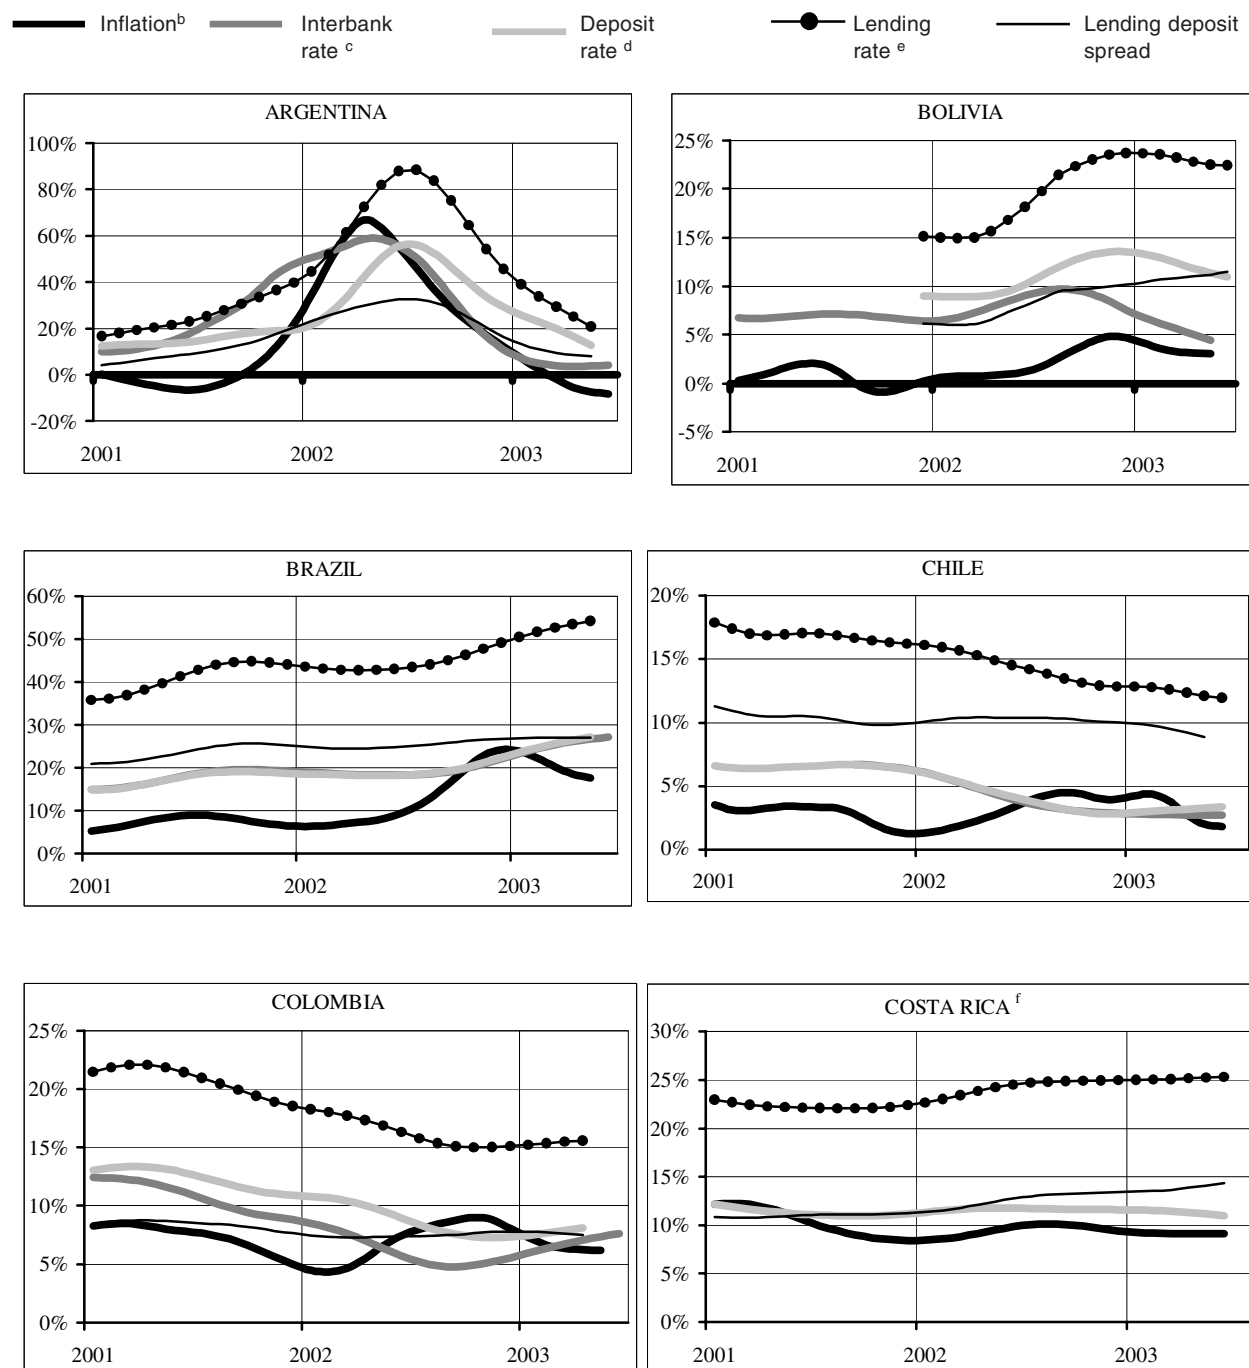 Inflation^b
Interbank
rate ^c
Deposit
rate ^d
Lending
rate ^e
Lending deposit
spread
ARGENTINA
100%
80%
60%
40%
20%
0%
-20%
2001 2002 2003
BOLIVIA
25%
20%
15%
10%
5%
0%
-5%
2001 2002 2003
BRAZIL
60%
50%
40%
30%
20%
10%
0%
2001 2002 2003
CHILE
20%
15%
10%
5%
0%
2001 2002 2003
COLOMBIA
25%
20%
15%
10%
5%
0%
2001 2002 2003
COSTA RICA ^f
30%
25%
20%
15%
10%
5%
0%
2001 2002 2003